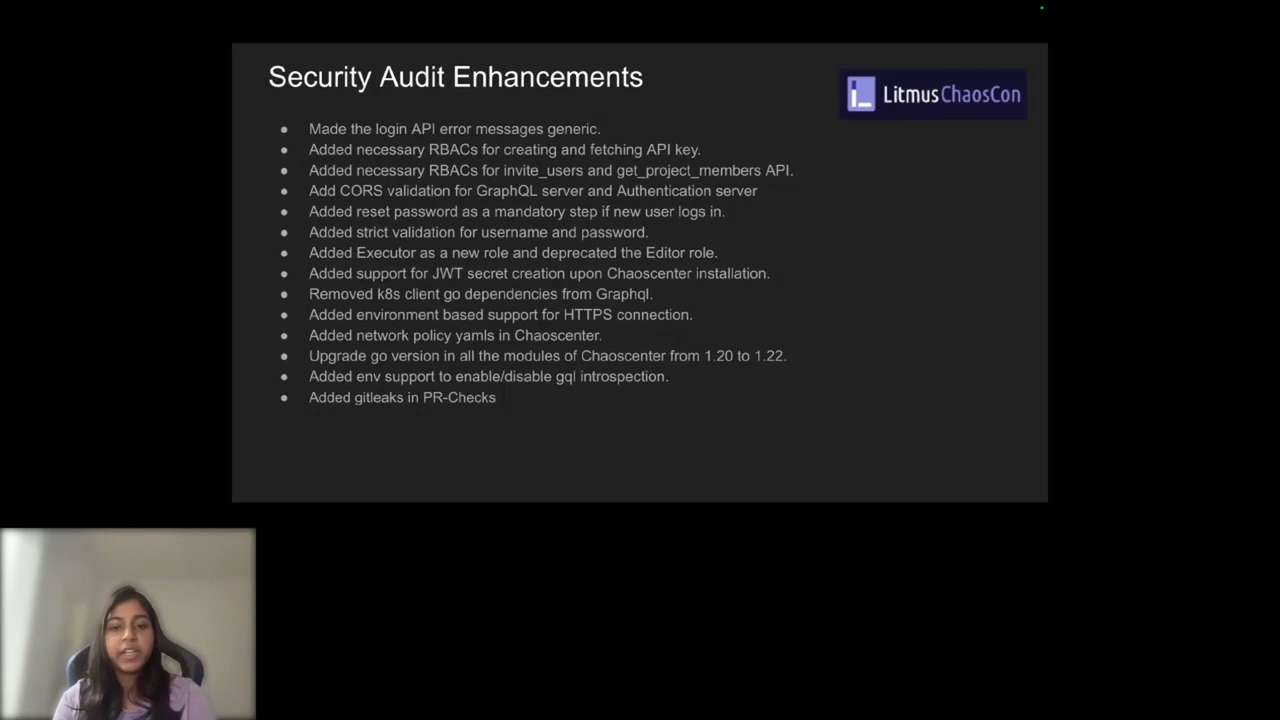 Security Audit Enhancements
LitmusChaosCon
● Made the login API error messages generic.
● Added necessary RBACs for creating and fetching API key.
● Added necessary RBACs for invite_users and get_project_members API.
● Add CORS validation for GraphQL server and Authentication server
● Added reset password as a mandatory step if new user logs in.
● Added strict validation for username and password.
● Added Executor as a new role and deprecated the Editor role.
● Added support for JWT secret creation upon Chaoscenter installation.
● Removed k8s client go dependencies from Graphql.
● Added environment based support for HTTPS connection.
● Added network policy yamls in Chaoscenter.
● Upgrade go version in all the modules of Chaoscenter from 1.20 to 1.22.
● Added env support to enable/disable gql introspection.
● Added gitleaks in PR-Checks